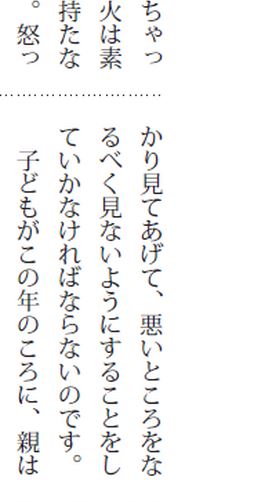 ちゃっ
火は素
持たな
。怒っ
かり見てあげて、悪いところをな
るべく見ないようにすることをし
ていかなければならないのです。
子どもがこの年のころに、親は